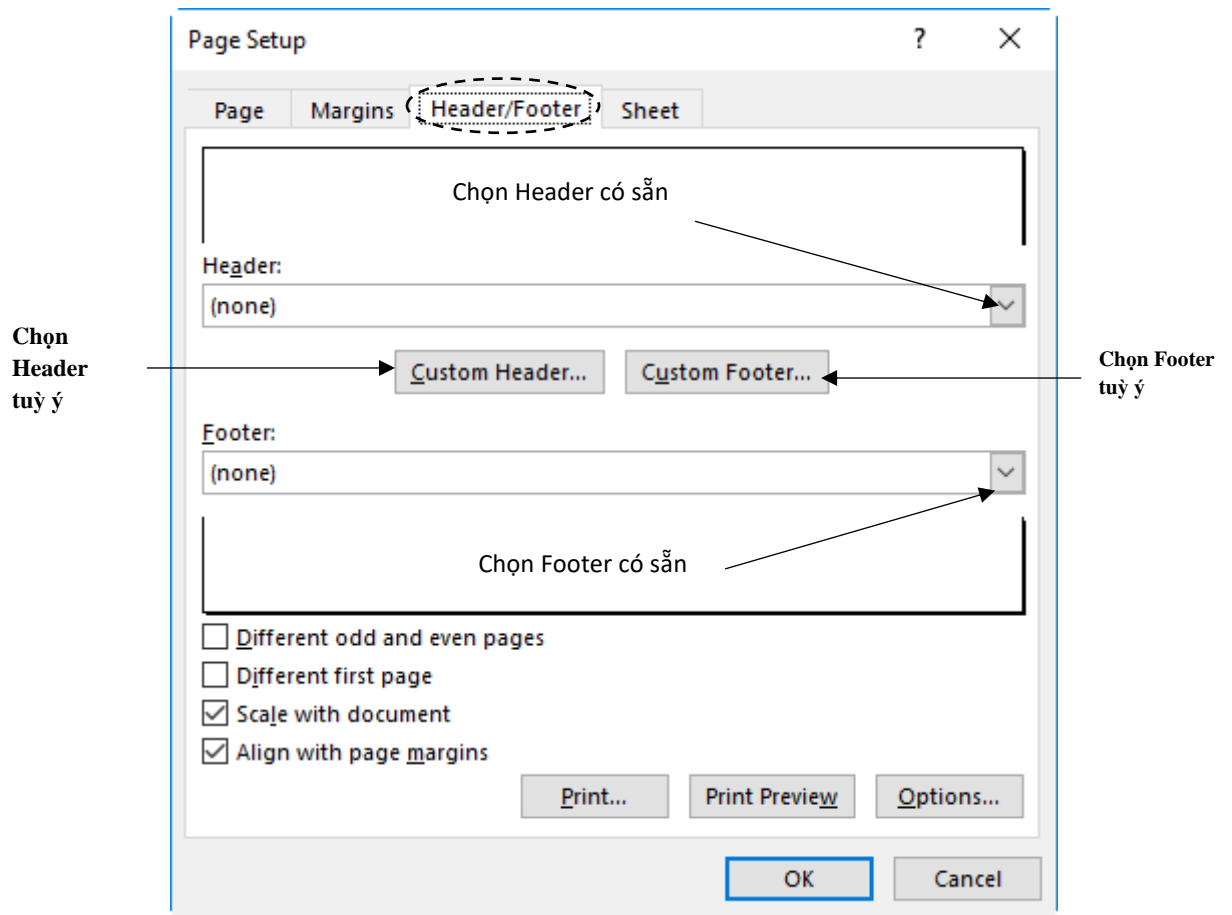 Page Setup ? ×
Page Margins Header/Footer Sheet
Chọn Header có sẵn
Header:
(none)
Chọn
Header
tuỳ ý
Custom Header... Custom Footer...
Chọn Footer
tuỳ ý
Footer:
(none)
Chọn Footer có sẵn
Different odd and even pages
Different first page
Scale with document
Align with page margins
Print... Print Preview Options...
OK Cancel